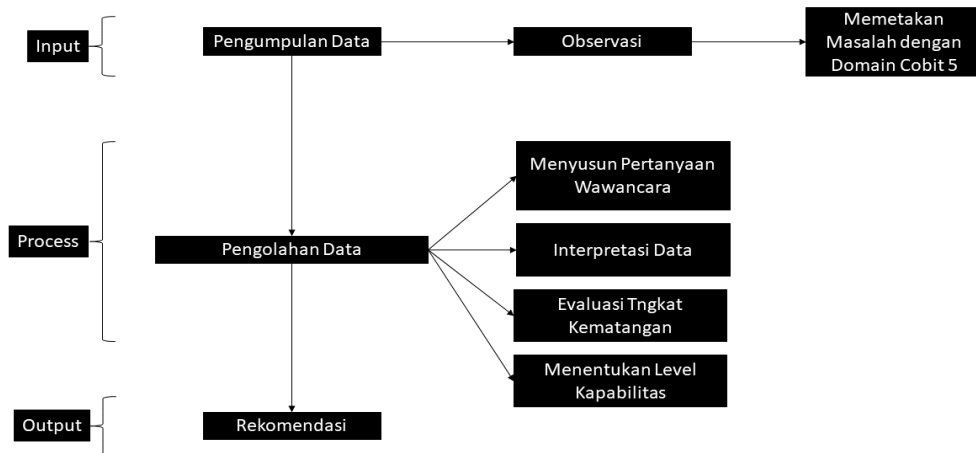 Input
Pengumpulan Data
Observasi
Memetakan
Masalah dengan
Domain Cobit 5
Process
Pengolahan Data
Menyusun Pertanyaan
Wawancara
Interpretasi Data
Evaluasi Tngkat
Kematangan
Menentukan Level
Kapabilitas
Output
Rekomendasi